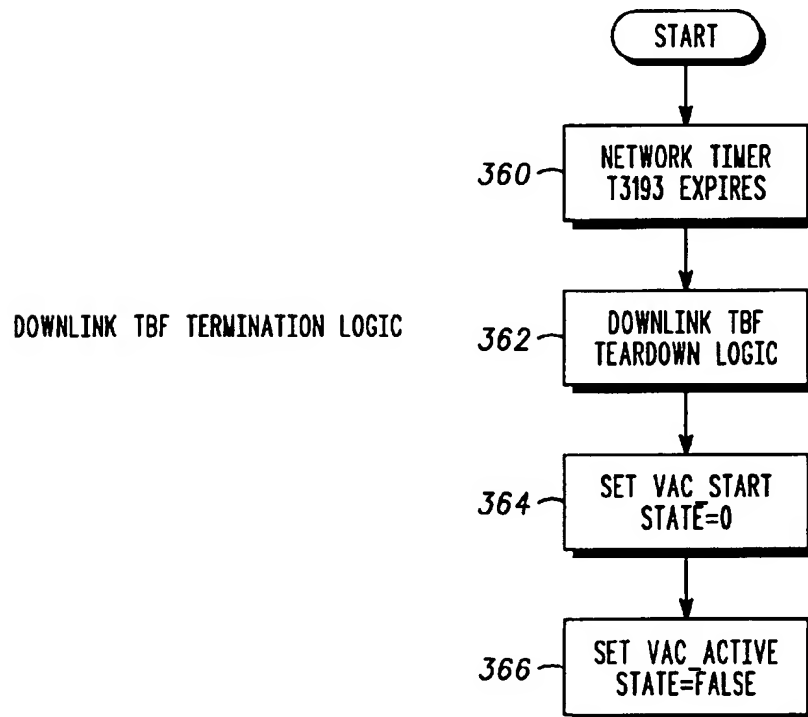 START
360
NETWORK TIMER
T3193 EXPIRES
DOWNLINK TBF TERMINATION LOGIC
362
DOWNLINK TBF
TEARDOWN LOGIC
364
SET VAC_START
STATE=0
366
SET VAC_ACTIVE
STATE=FALSE